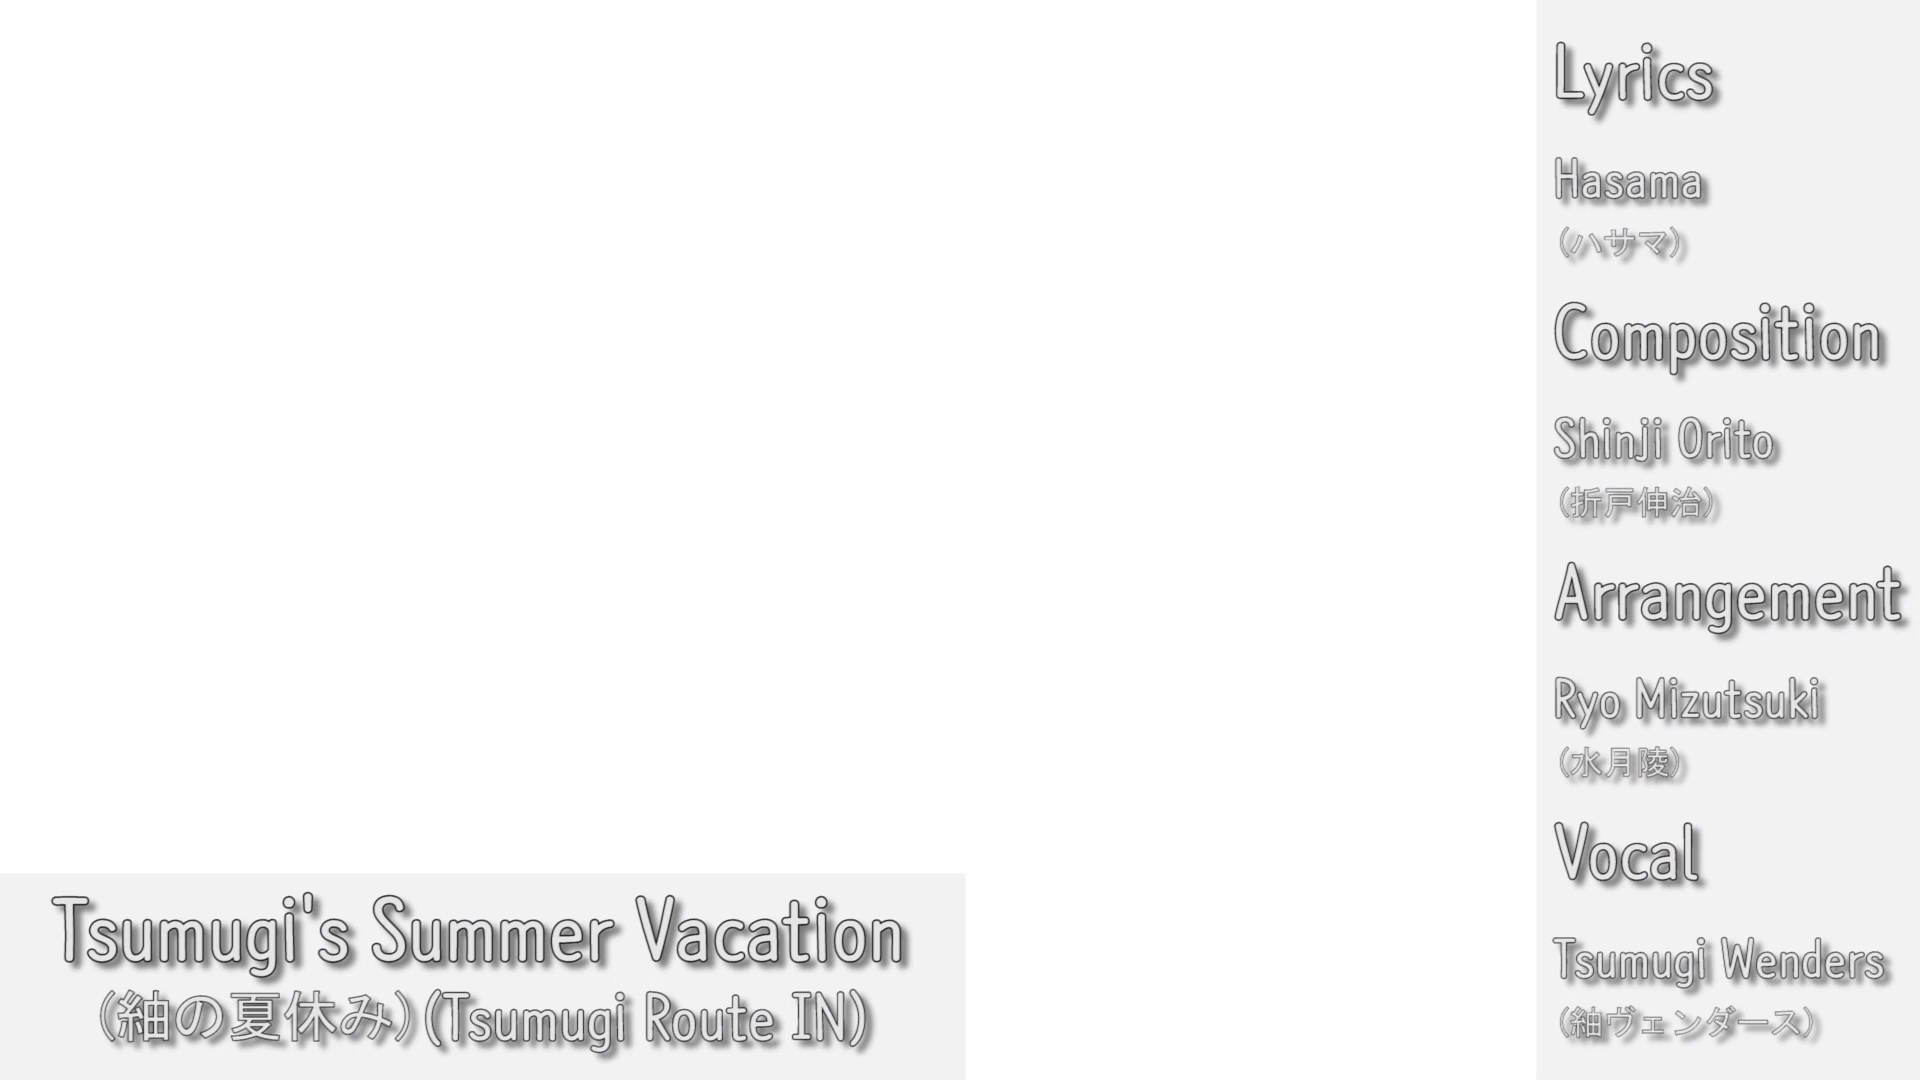 Lyrics
Hasama
(ハサマ)
Composition
Shinji Orito
(折戸伸治)
Arrangement
Ryo Mizutsuki
(水月陵)
Vocal
Tsumugi Wenders
(紬ヴェンダース)
Tsumugi's Summer Vacation
(紬の夏休み)(Tsumugi Route IN)